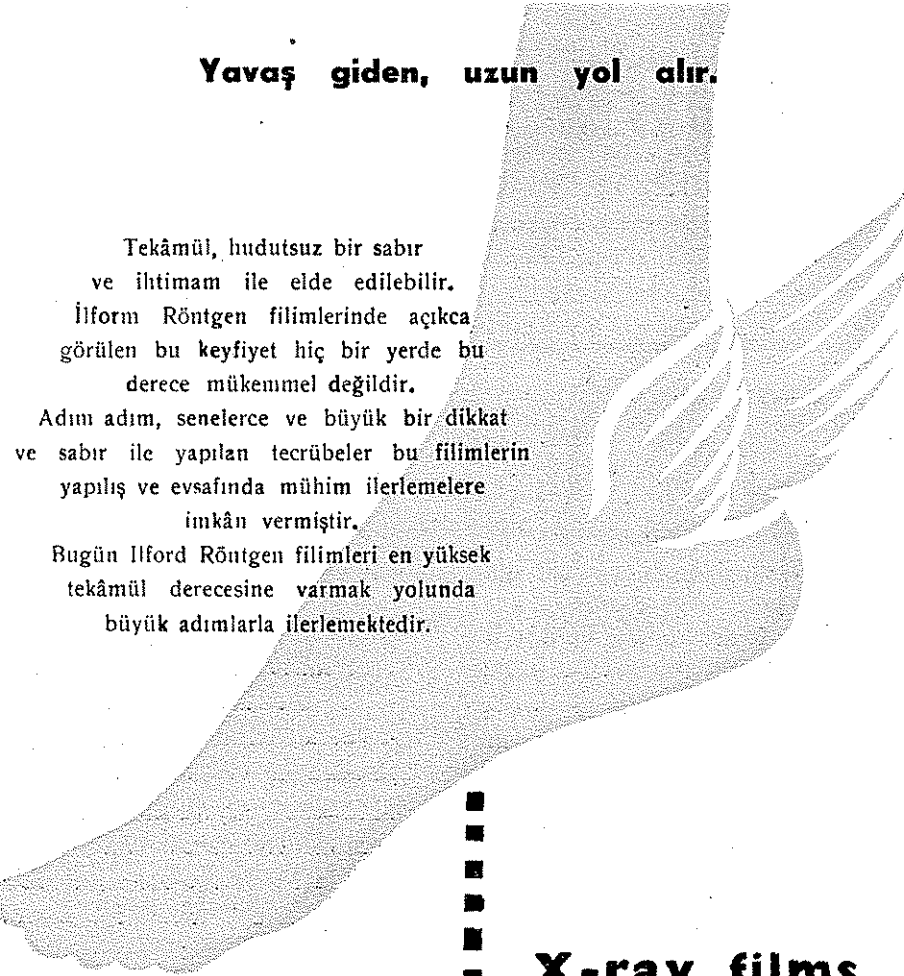 Yavaş giden, uzun yol alır.
Tekâmül, hudutsuz bir sabır
ve ihtimam ile elde edilebilir.
İlform Röntgen filimlerinde açıkca
görülen bu keyfiyet hiç bir yerde bu
derece mükemmel değildir.
Adım adım, senelerce ve büyük bir dikkat
ve sabır ile yapılan tecrübeler bu filimlerin
yapılış ve evsafında mühim ilerlemelere
imkân vermiştir.
Bugün Ilford Röntgen filimleri en yüksek
tekâmül derecesine varmak yolunda
büyük adımlarla ilerlemektedir.
X-ray films